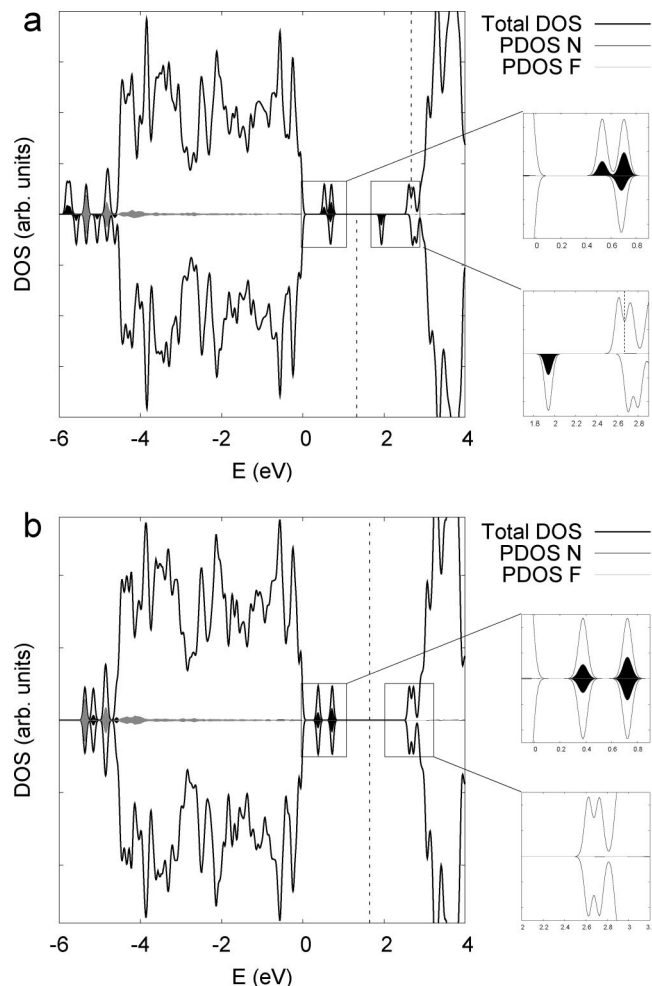 a
Total DOS
PDOS N
PDOS F
DOS (arb. units)
-6 -4 -2 0 2 4
E (eV)
0 0.2 0.4 0.6 0.8
1.8 2 2.2 2.4 2.6 2.8
b
Total DOS
PDOS N
PDOS F
DOS (arb. units)
-6 -4 -2 0 2 4
E (eV)
0 0.2 0.4 0.6 0.8
2 2.2 2.4 2.6 2.8 3 3.2